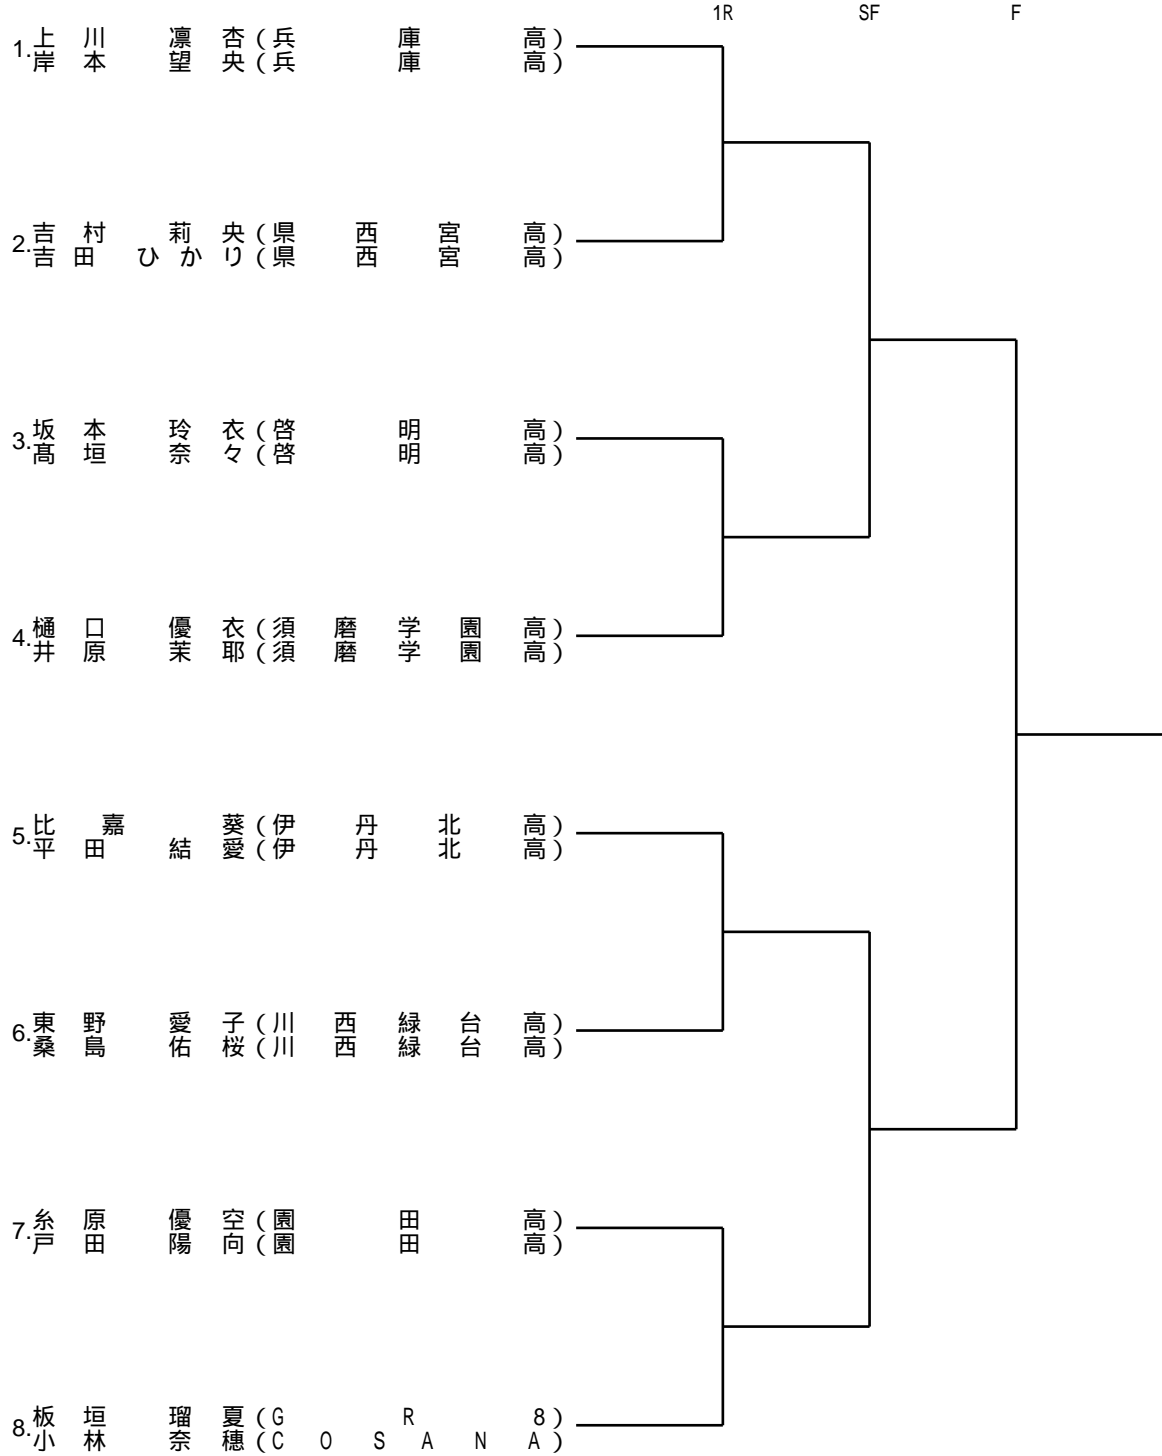 1R SF F
1.上川 凛杏(兵庫高)
岸本 望央(兵庫高)
2.吉村 莉央(県西宮高)
吉田 ひかり(県西宮高)
3.坂本 玲衣(啓明高)
髙垣 奈々(啓明高)
4.樋口 優衣(須磨学園高)
井原 茉耶(須磨学園高)
5.比嘉 葵(伊丹北高)
平田 結愛(伊丹北高)
6.東野 愛子(川西緑台高)
桑島 佑桜(川西緑台高)
7.糸原 優空(園田高)
戸田 陽向(園田高)
8.板垣 瑠夏(GR8)
小林 奈穂(COSANA)